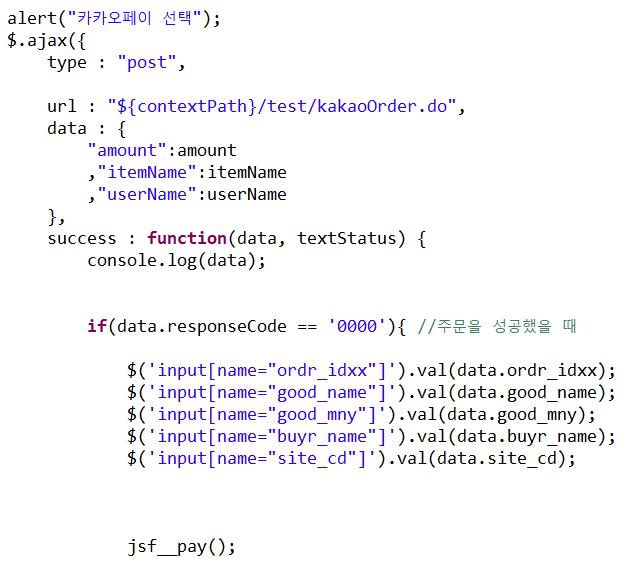 alert("카카오페이 선택");
$.ajax({
    type : "post",
    url : "${contextPath}/test/kakaoOrder.do",
    data : {
        "amount":amount
        ,"itemName":itemName
        ,"userName":userName
    },
    success : function(data, textStatus) {
        console.log(data);
        if(data.responseCode == '0000'){ //주문을 성공했을 때
            $('input[name="ordr_idxx"]').val(data.ordr_idxx);
            $('input[name="good_name"]').val(data.good_name);
            $('input[name="good_mny"]').val(data.good_mny);
            $('input[name="buyr_name"]').val(data.buyr_name);
            $('input[name="site_cd"]').val(data.site_cd);
            jsf__pay();